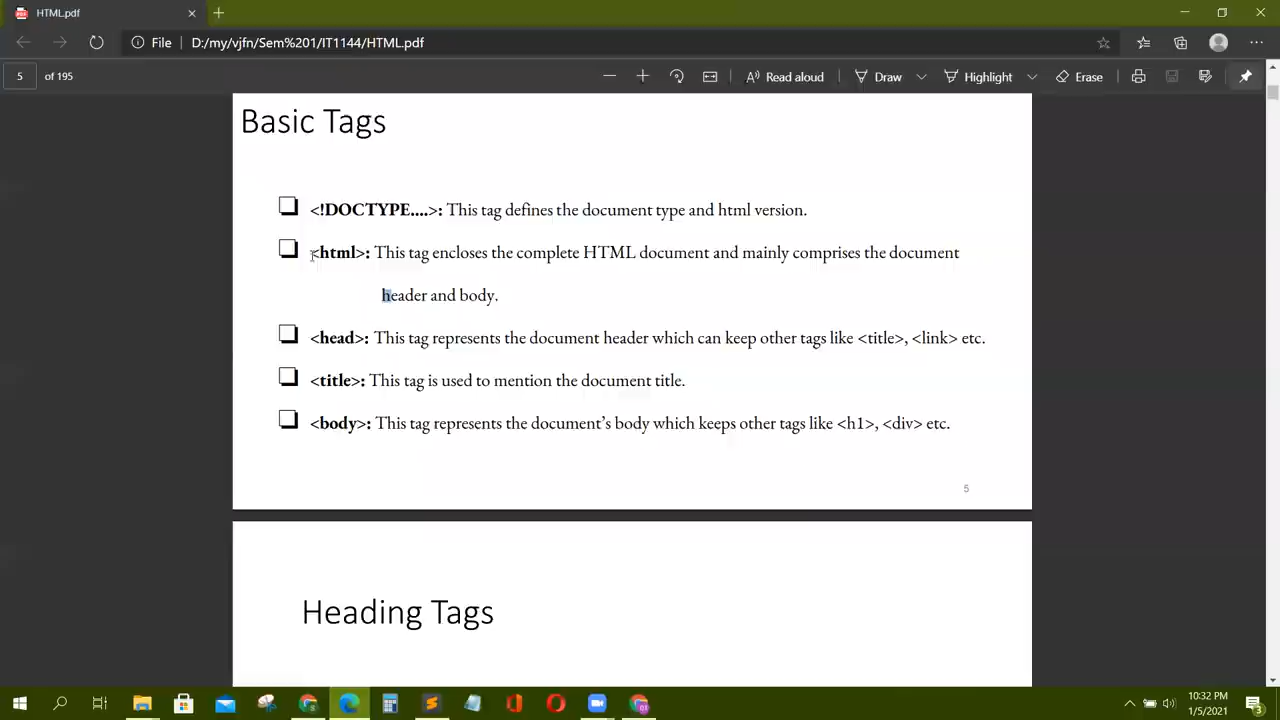 HTML.pdf
File D:/my/vjfn/Sem%201/IT1144/HTML.pdf
5 of 195 Read aloud Draw Highlight Erase
Basic Tags
<!DOCTYPE....>: This tag defines the document type and html version.
<html>: This tag encloses the complete HTML document and mainly comprises the document
header and body.
<head>: This tag represents the document header which can keep other tags like <title>, <link> etc.
<title>: This tag is used to mention the document title.
<body>: This tag represents the document’s body which keeps other tags like <h1>, <div> etc.
5
Heading Tags
10:32 PM
1/5/2021
3